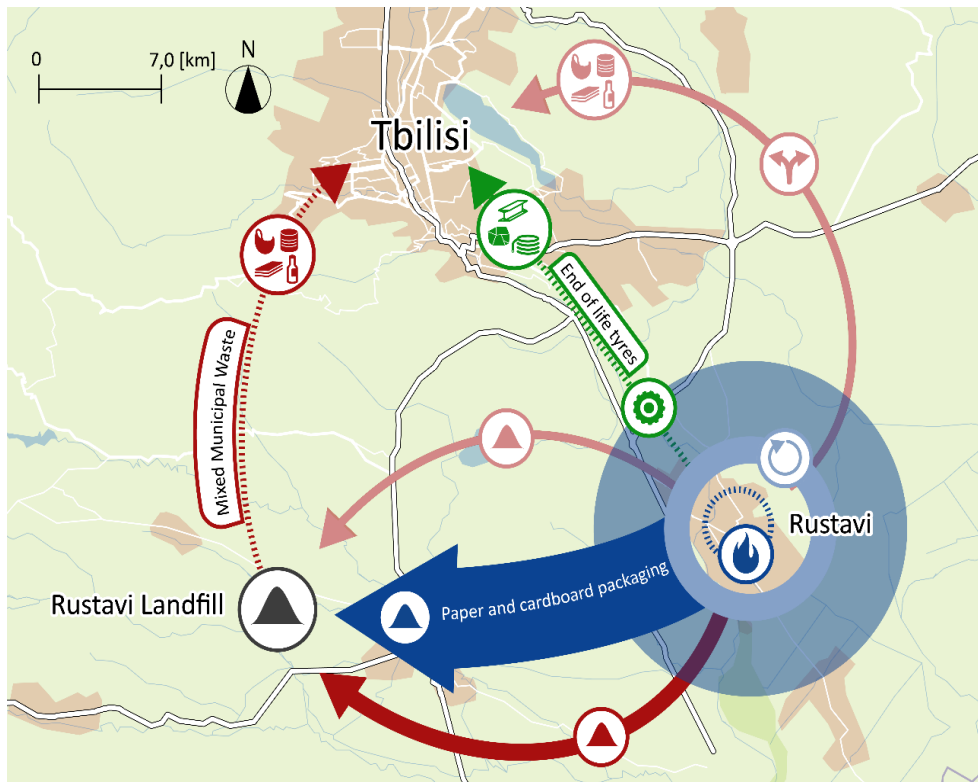 0 7,0 [km]
N
Tbilisi
End of life tyres
Mixed Municipal Waste
Rustavi
Paper and cardboard packaging
Rustavi Landfill